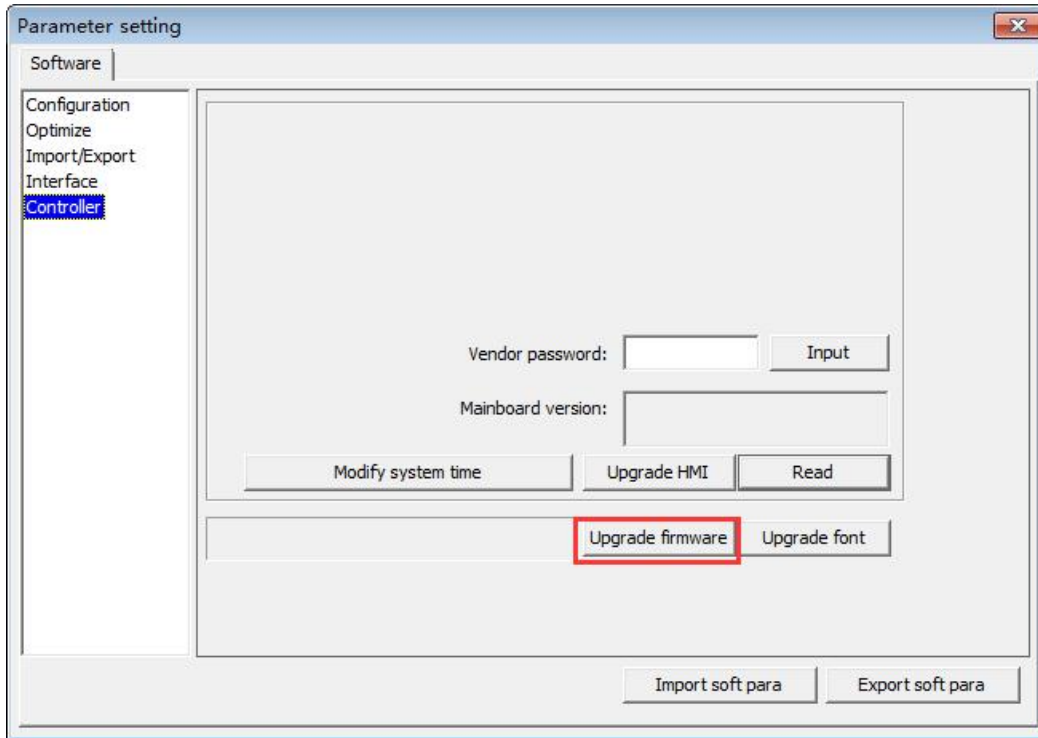 Parameter setting
Software
Configuration
Optimize
Import/Export
Interface
Controller
Vendor password:
Input
Mainboard version:
Modify system time
Upgrade HMI
Read
Upgrade firmware
Upgrade font
Import soft para
Export soft para